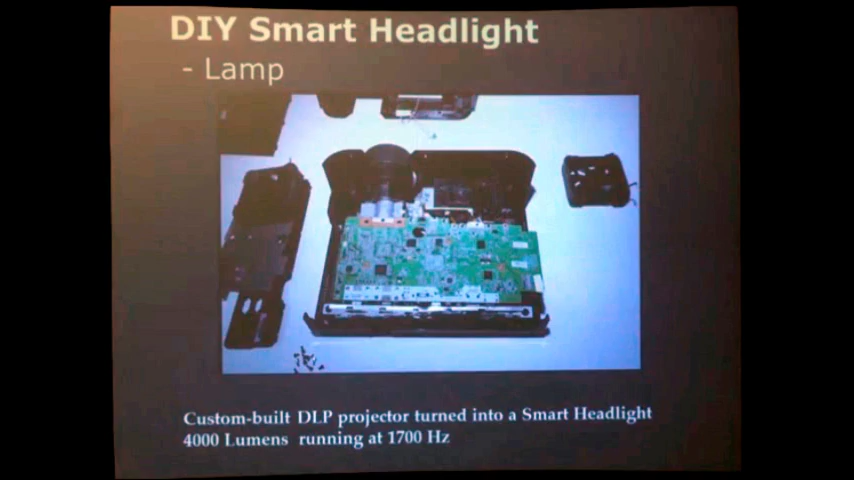 DIY Smart Headlight
- Lamp
Custom-built DLP projector turned into a Smart Headlight
4000 Lumens running at 1700 Hz